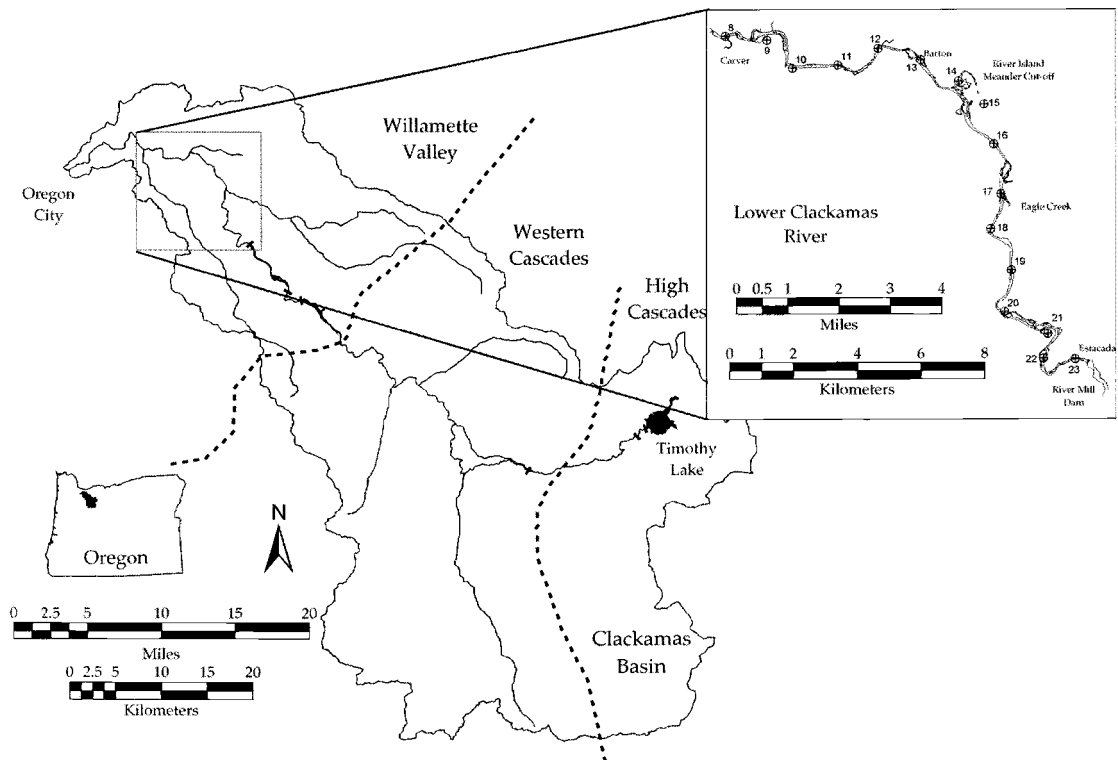 Willamette
Valley
Oregon
City
Western
Cascades
High
Cascades
Timothy
Lake
Clackamas
Basin
Oregon
N
0 2.5 5 10 15 20
Miles
0 2.5 5 10 15 20
Kilometers
8
9
Carver
10
11
12
Barton
13
14
River Island
Meander Cut-off
15
16
17
Eagle Creek
18
19
20
21
22
23
Estacada
River Mill
Dam
Lower Clackamas
River
0 0.5 1 2 3 4
Miles
0 1 2 4 6 8
Kilometers